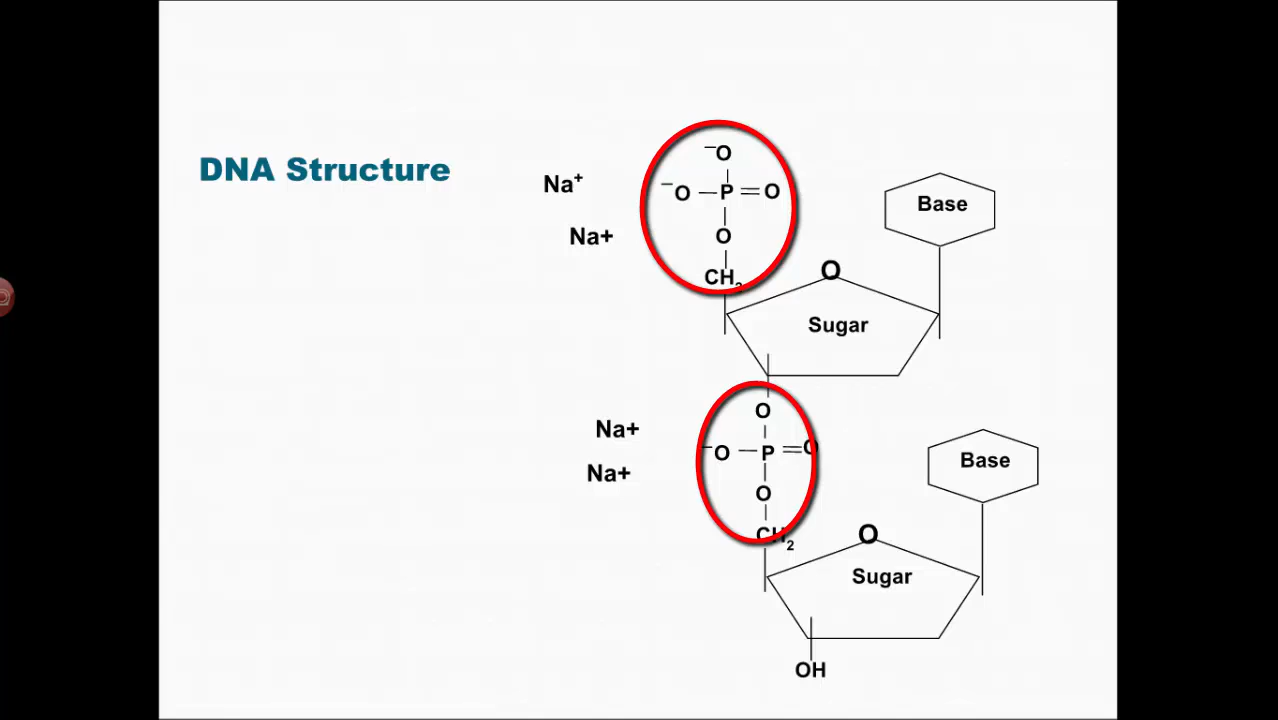 DNA Structure
Na⁺
Na+
⁻O
⁻O – P = O
O
CH₂
O
Base
Sugar
O
Na+
Na+
⁻O – P = O
O
CH₂
O
Base
Sugar
OH